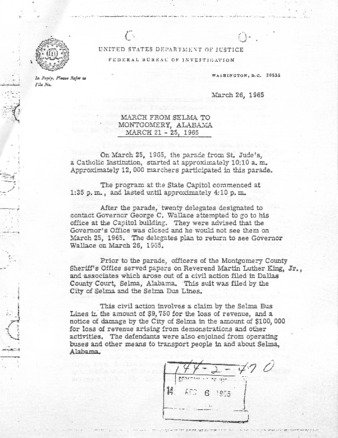 UNITED STATES DEPARTMENT OF JUSTICE
FEDERAL BUREAU OF INVESTIGATION
WASHINGTON, D.C. 20535
In Reply, Please Refer to
File No.
March 26, 1965
MARCH FROM SELMA TO
MONTGOMERY, ALABAMA
MARCH 21 - 25, 1965
On March 25, 1965, the parade from St. Jude's,
a Catholic Institution, started at approximately 10:10 a. m.
Approximately 12,000 marchers participated in this parade.
The program at the State Capitol commenced at
1:35 p. m., and lasted until approximately 4:10 p. m.
After the parade, twenty delegates designated to
contact Governor George C. Wallace attempted to go to his
office at the Capitol building. They were advised that the
Governor's Office was closed and he would not see them on
March 25, 1965. The delegates plan to return to see Governor
Wallace on March 26, 1965.
Prior to the parade, officers of the Montgomery County
Sheriff's Office served papers on Reverend Martin Luther King, Jr.,
and associates which arose out of a civil action filed in Dallas
County Court, Selma, Alabama. This suit was filed by the
City of Selma and the Selma Bus Lines.
This civil action involves a claim by the Selma Bus
Lines in the amount of $9,750 for the loss of revenue, and a
notice of damage by the City of Selma in the amount of $100,000
for loss of revenue arising from demonstrations and other
activities. The defendants were also enjoined from operating
buses and other means to transport people in and about Selma,
Alabama.
144-2-470
14 APR 6 1965